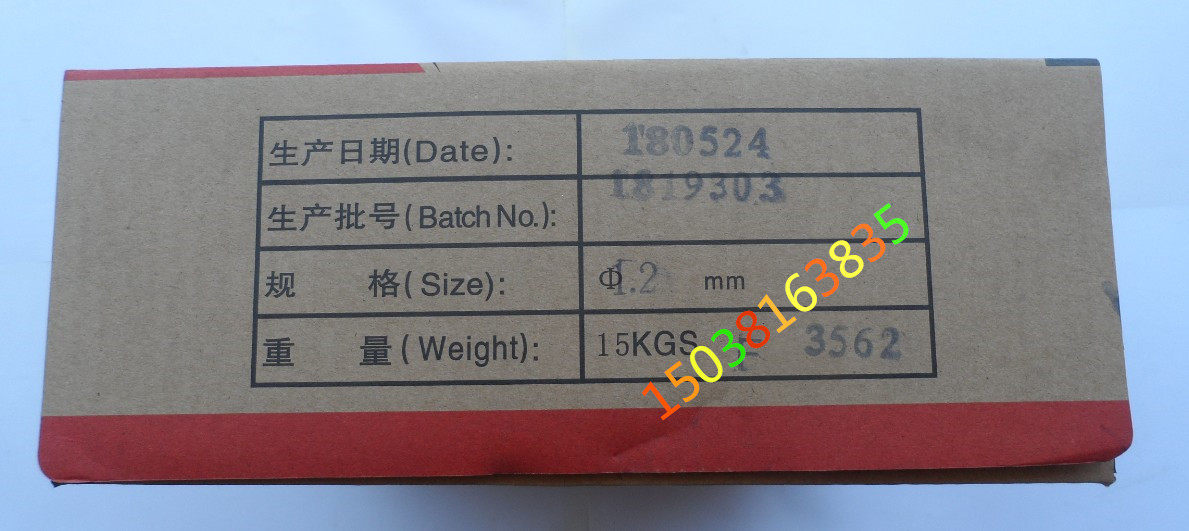 生产日期(Date): 180524
生产批号(Batch No.): 1819303
规 格(Size): Φ1.2 mm
重 量(Weight): 15KGS 3562
15038163835